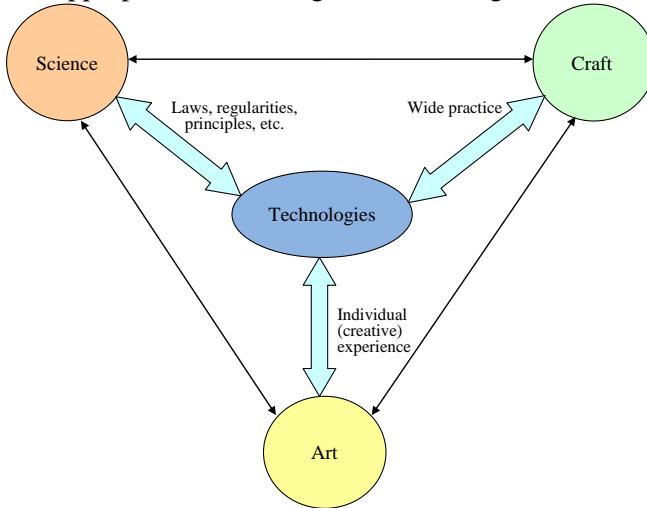 Science
Craft
Laws, regularities,
principles, etc.
Wide practice
Technologies
Individual
(creative)
experience
Art